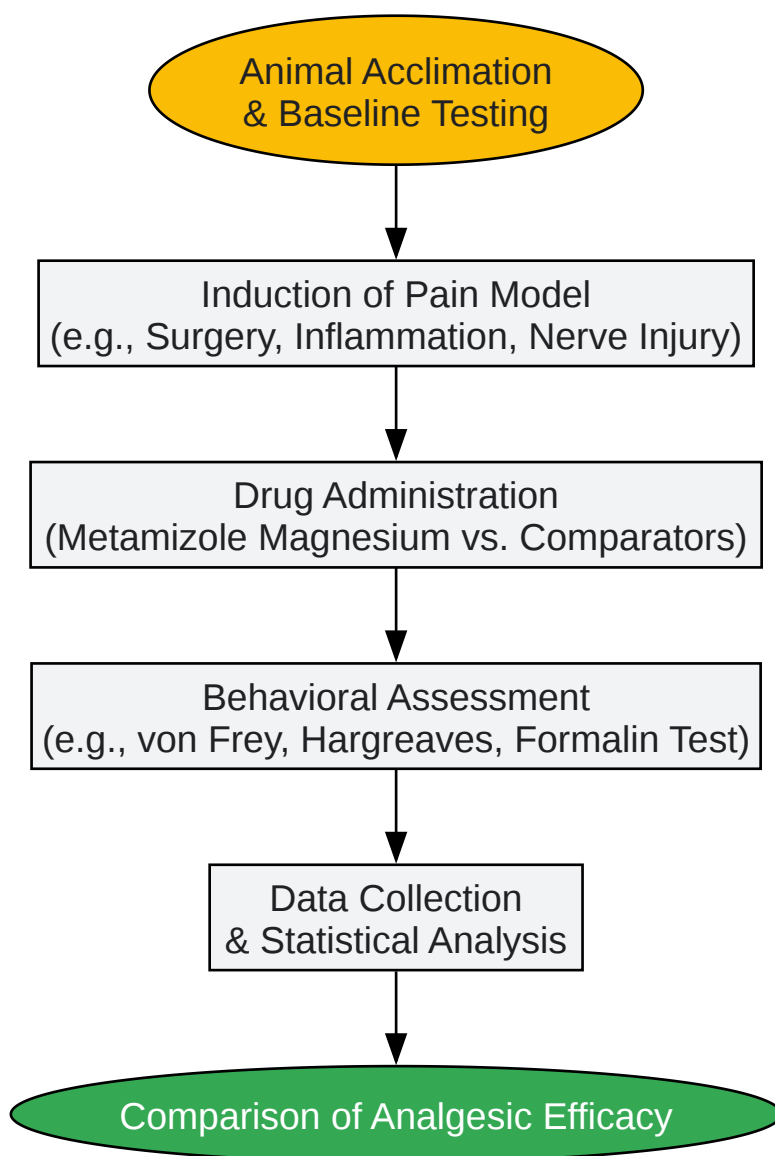 Animal Acclimation
& Baseline Testing
Induction of Pain Model
(e.g., Surgery, Inflammation, Nerve Injury)
Drug Administration
(Metamizole Magnesium vs. Comparators)
Behavioral Assessment
(e.g., von Frey, Hargreaves, Formalin Test)
Data Collection
& Statistical Analysis
Comparison of Analgesic Efficacy